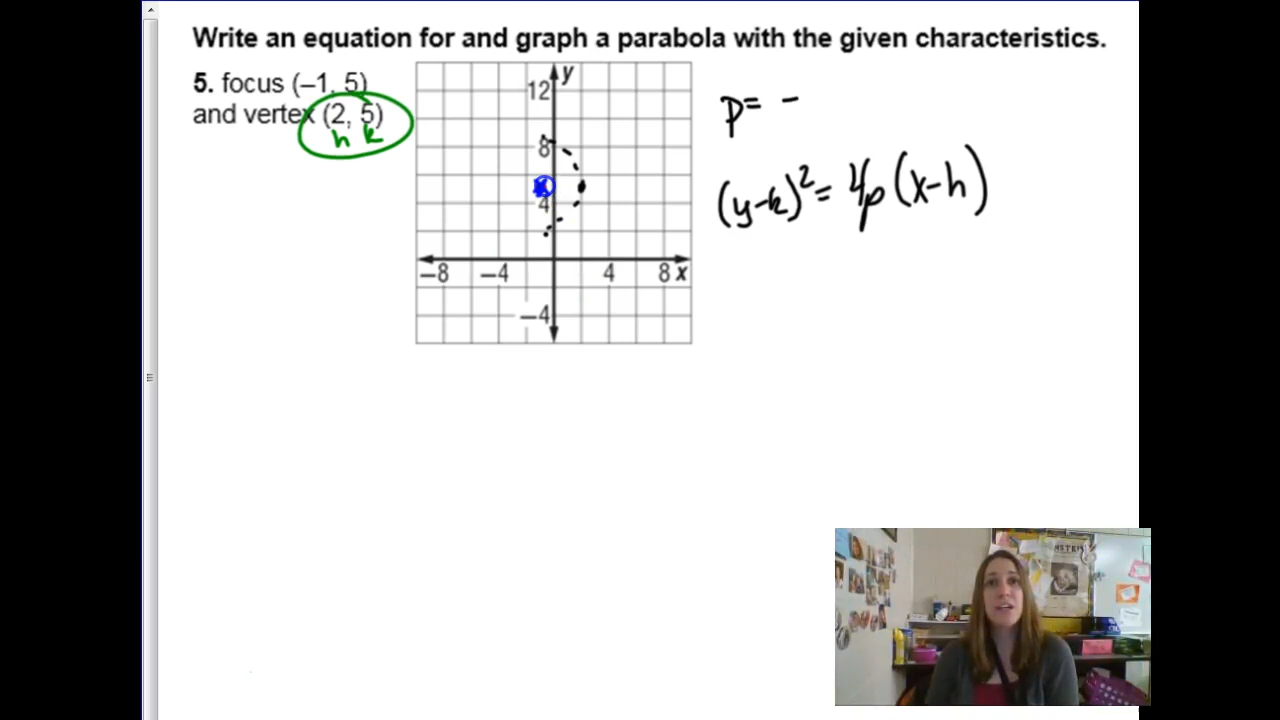 Write an equation for and graph a parabola with the given characteristics.
5. focus (–1, 5)
and vertex (2, 5)
h k
y
12
8
4
–8 –4 4 8 x
–4
p= -
(y-k)²= 4p(x-h)